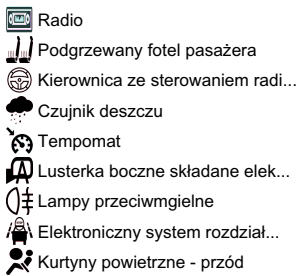 Radio
Podgrzewany fotel pasażera
Kierownica ze sterowaniem radi...
Czujnik deszczu
Tempomat
Lusterka boczne składane elek...
Lampy przeciwmgielne
Elektroniczny system rozdział...
Kurtyny powietrzne - przód